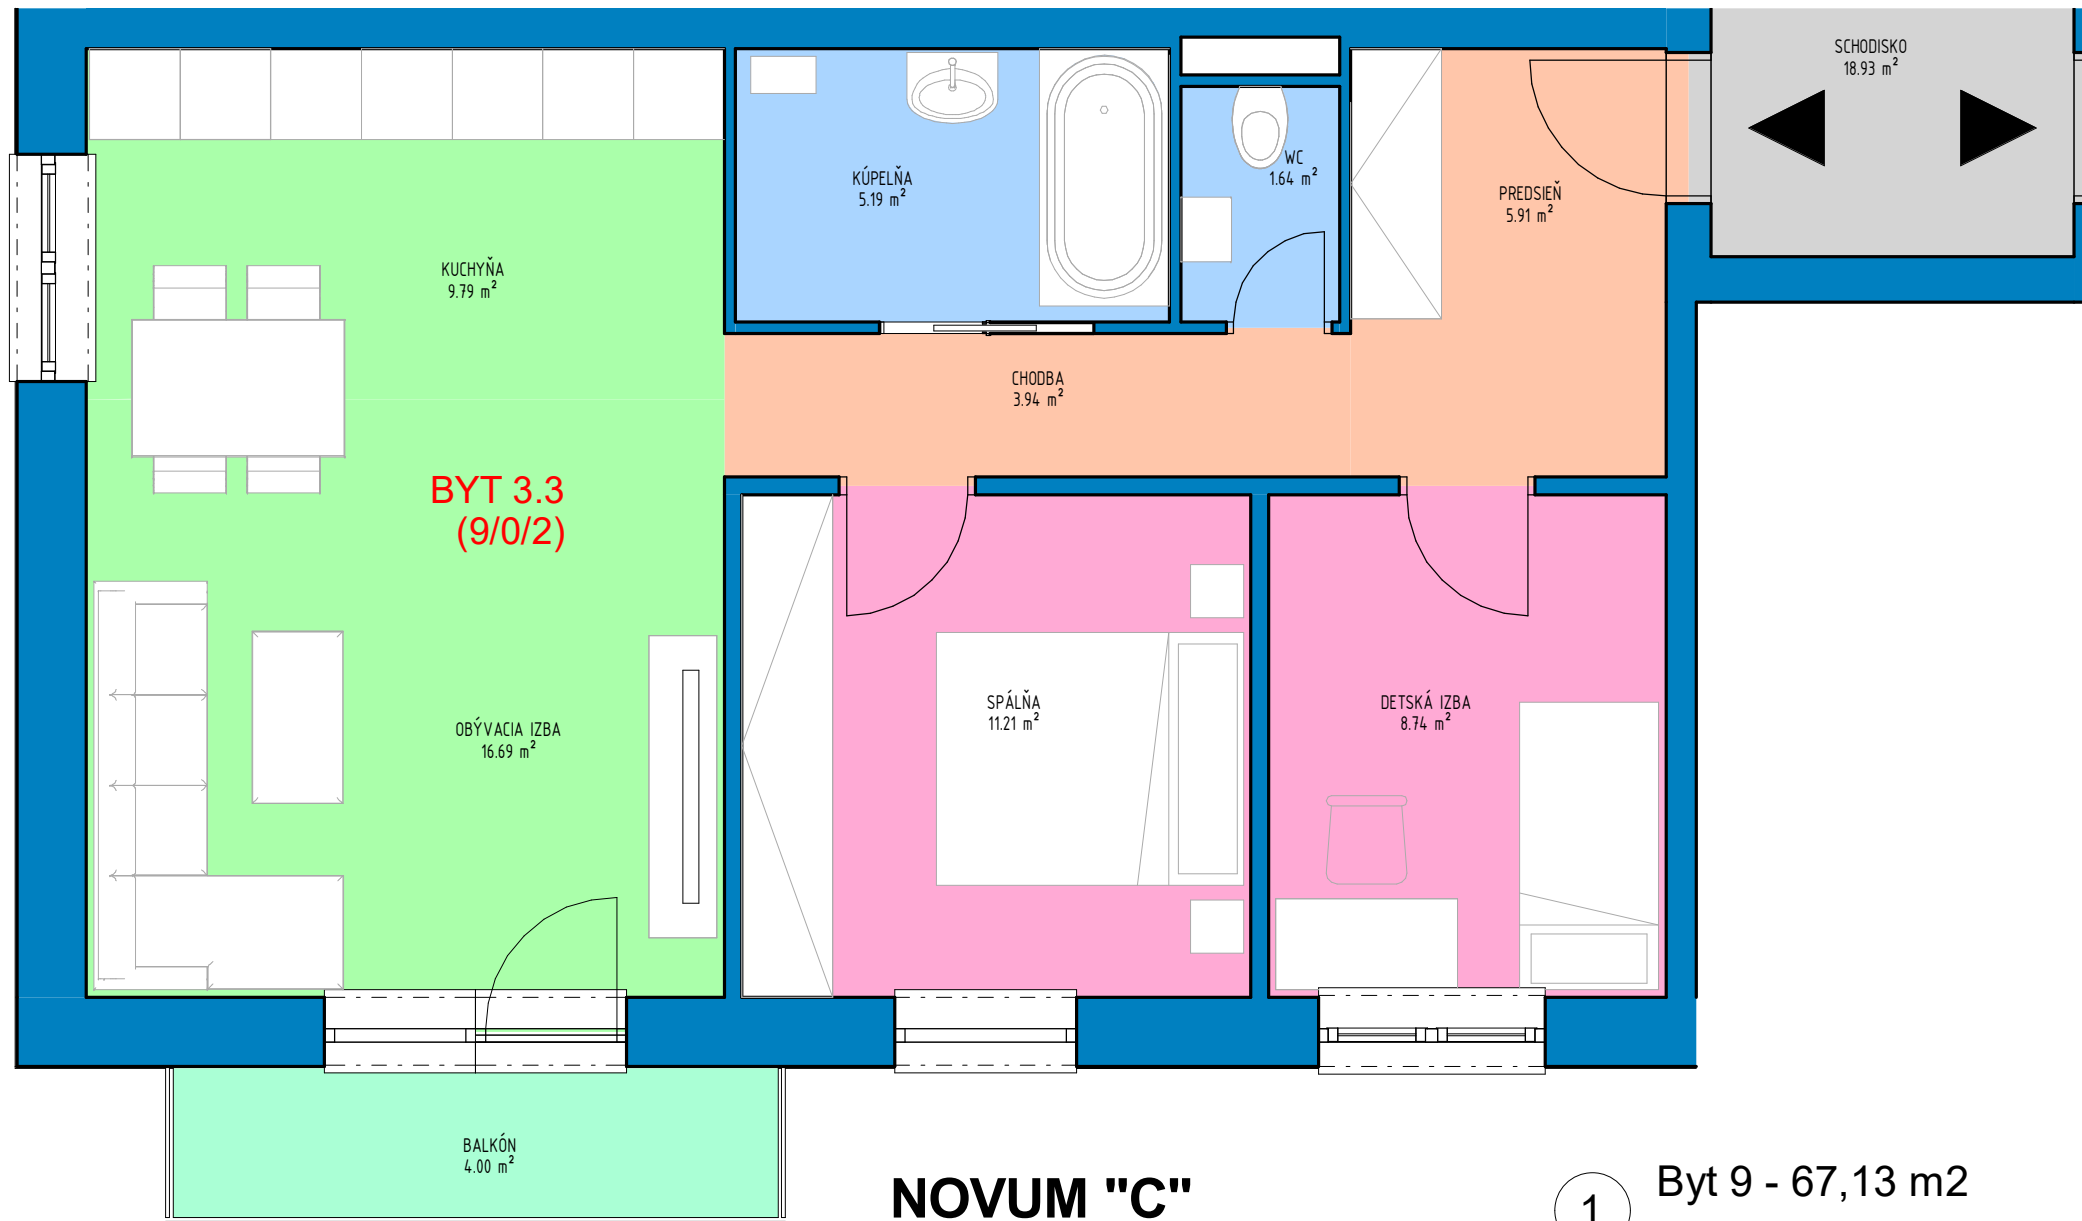 SCHODISKO
18.93 m²
WC
1.64 m²
KÚPELŇA
5.19 m²
PREDSIEŇ
5.91 m²
KUCHYŇA
9.79 m²
CHODBA
3.94 m²
BYT 3.3
(9/0/2)
SPÁLŇA
11.21 m²
DETSKÁ IZBA
8.74 m²
OBÝVACIA IZBA
16.69 m²
BALKÓN
4.00 m²
NOVUM "C"
1
Byt 9 - 67,13 m2